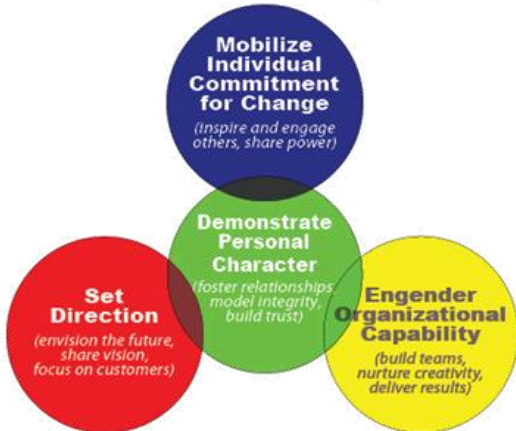 Mobilize
Individual
Commitment
for Change
(inspire and engage
others, share power)
Demonstrate
Personal
Character
(foster relationships
model integrity,
build trust)
Set
Direction
(envision the future,
share vision,
focus on customers)
Engender
Organizational
Capability
(build teams,
nurture creativity,
deliver results)